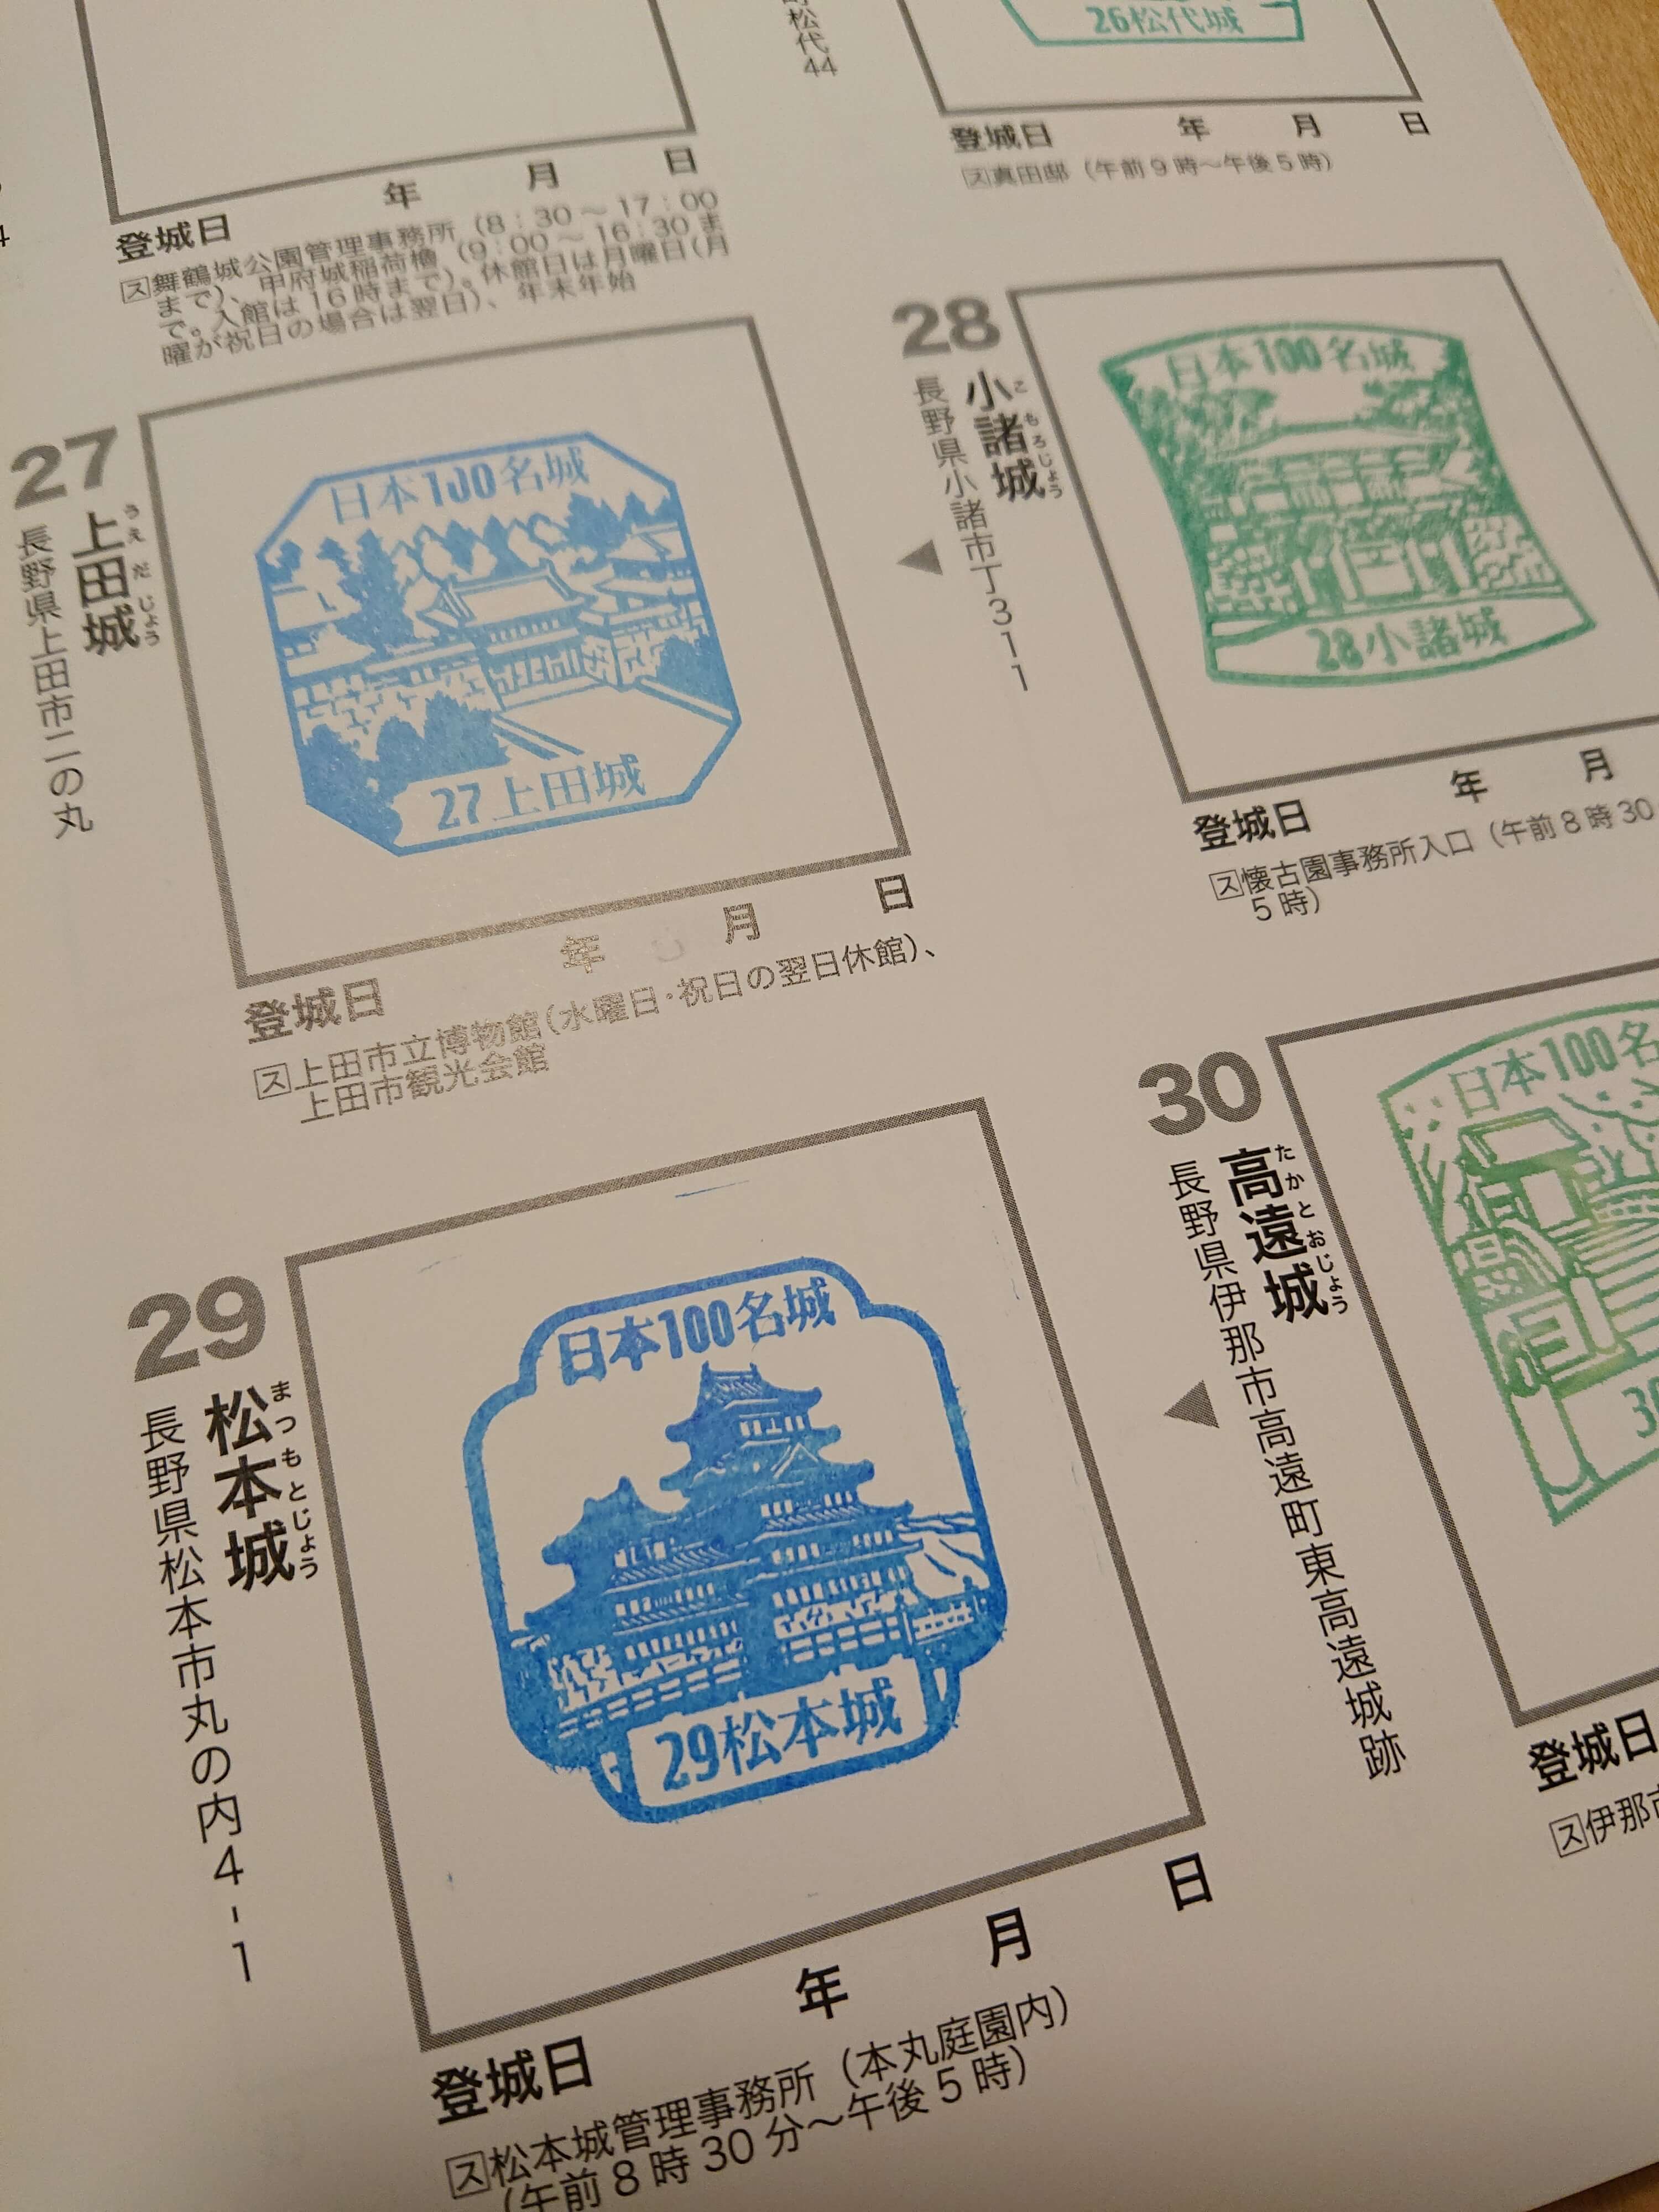 松代44
26松代城
登城日 年 月 日
ス真田邸（午前9時～午後5時）
登城日 年 月 日
ス舞鶴城公園管理事務所（8：30～17：00
まで）、甲府城稲荷櫓（9：00～16：30ま
で。入館は16時まで）。休館日は月曜日（月
曜が祝日の場合は翌日）、年末年始
27
上田城
うえだじょう
長野県上田市二の丸
日本100名城
27上田城
登城日 年 月 日
ス上田市立博物館（水曜日・祝日の翌日休館）、
上田市観光会館
28
小諸城
こもろじょう
長野県小諸市丁311
日本100名城
28小諸城
登城日 年 月
ス懐古園事務所入口（午前8時30
5時）
29
松本城
まつもとじょう
長野県松本市丸の内4-1
日本100名城
29松本城
登城日 年 月 日
ス松本城管理事務所（本丸庭園内）
（午前8時30分～午後5時）
30
高遠城
たかとおじょう
長野県伊那市高遠町東高遠城跡
日本100名
登城日
ス伊那市